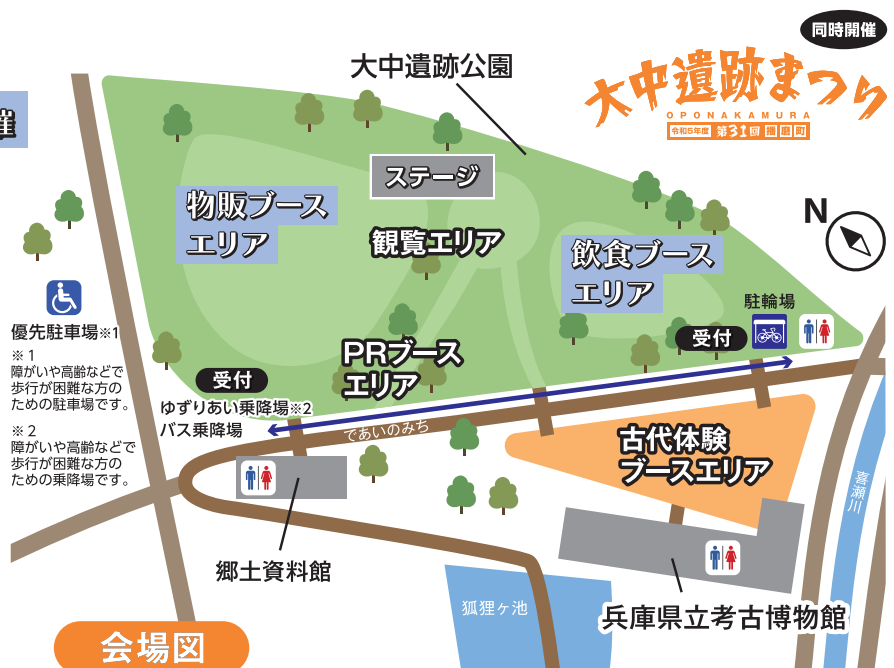 同時開催
大中遺跡まつり
OPONAKAMURA
令和5年度 第31回 播磨町
大中遺跡公園
催
ステージ
物販ブース
エリア
観覧エリア
飲食ブース
エリア
N
駐輪場
受付
優先駐車場※1
※1
障がいや高齢などで
歩行が困難な方の
ための駐車場です。
※2
障がいや高齢などで
歩行が困難な方の
ための乗降場です。
PRブース
エリア
受付
ゆずりあい乗降場※2
バス乗降場
であいのみち
古代体験
ブースエリア
喜瀬川
郷土資料館
狐狸ヶ池
兵庫県立考古博物館
会場図